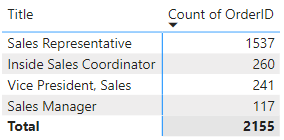 Title Count of OrderID
Sales Representative 1537
Inside Sales Coordinator 260
Vice President, Sales 241
Sales Manager 117
Total 2155